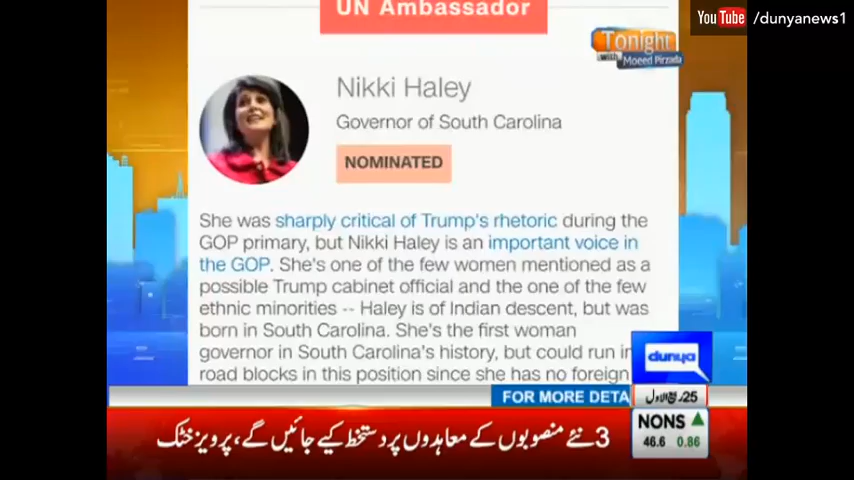 UN Ambassador
YouTube /dunyanews1
Tonight
with Moeed Pirzada
Nikki Haley
Governor of South Carolina
NOMINATED
She was sharply critical of Trump's rhetoric during the
GOP primary, but Nikki Haley is an important voice in
the GOP. She's one of the few women mentioned as a
possible Trump cabinet official and the one of the few
ethnic minorities -- Haley is of Indian descent, but was
born in South Carolina. She's the first woman
governor in South Carolina's history, but could run in
road blocks in this position since she has no foreign
dunya
FOR MORE DETA
25 ربیع الاول
NONS
46.6 0.86
3 نئے منصوبوں کے معاہدوں پر دستخط کیے جائیں گے، پرویز خٹک